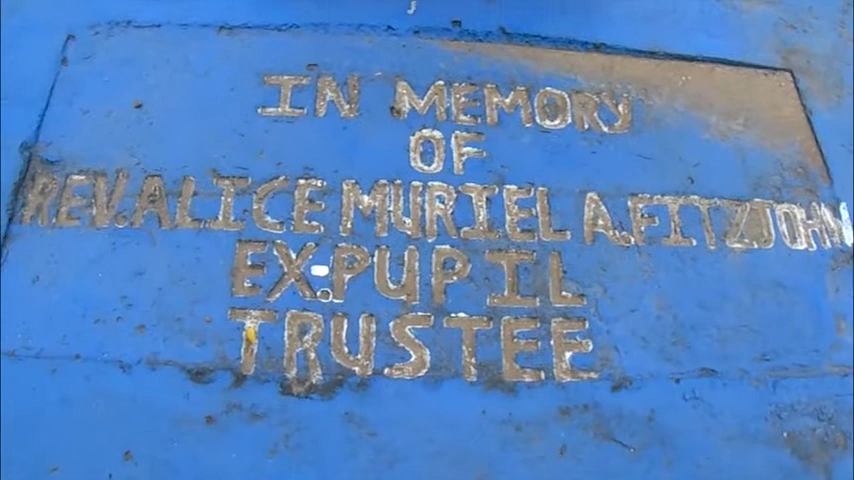 IN MEMORY
OF
REV. ALICE MURIEL A. FITZJOHN
EX. PUPIL
TRUSTEE